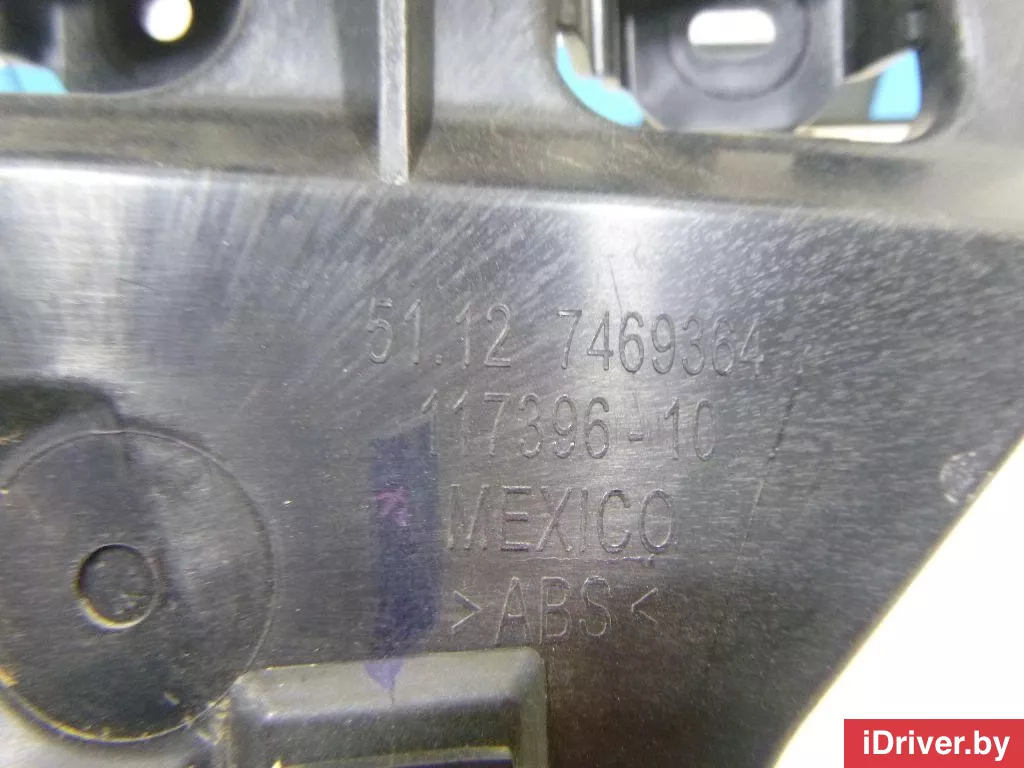 51.12 7469364
117396-10
MEXICO
>ABS<
iDriver.by